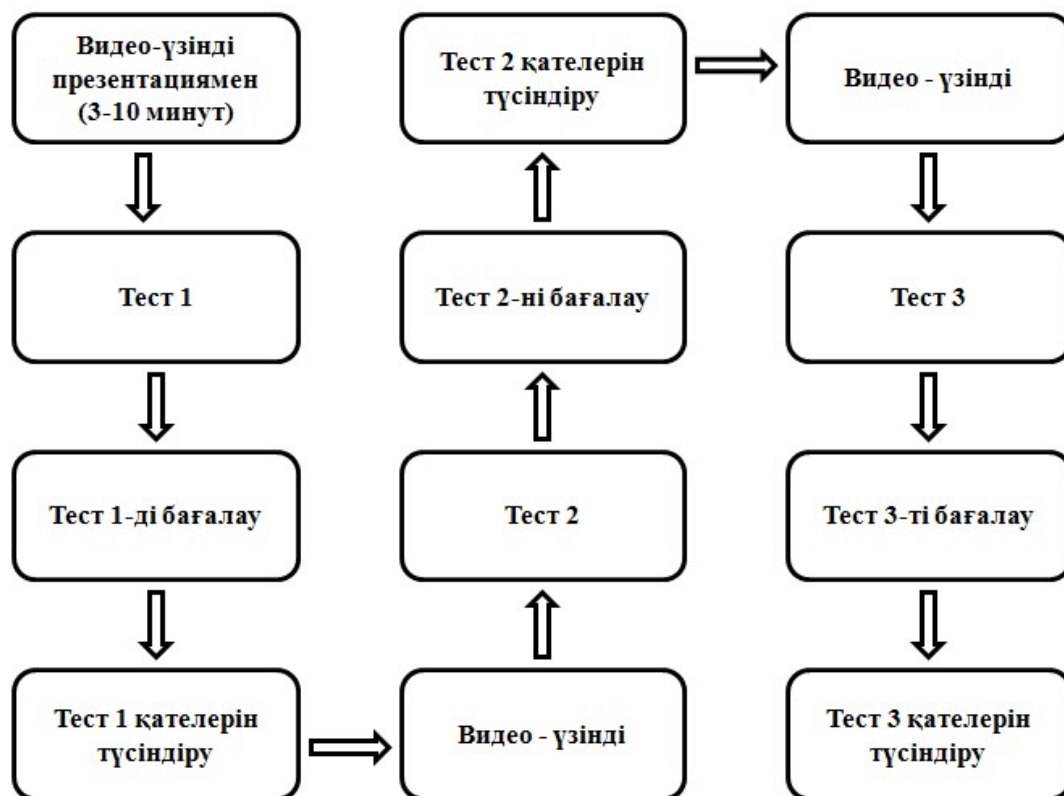 Видео-үзінді
презентациямен
(3-10 минут)
Тест 1
Тест 1-ді бағалау
Тест 1 қателерін
түсіндіру
Видео - үзінді
Тест 2
Тест 2-ні бағалау
Тест 2 қателерін
түсіндіру
Видео - үзінді
Тест 3
Тест 3-ті бағалау
Тест 3 қателерін
түсіндіру